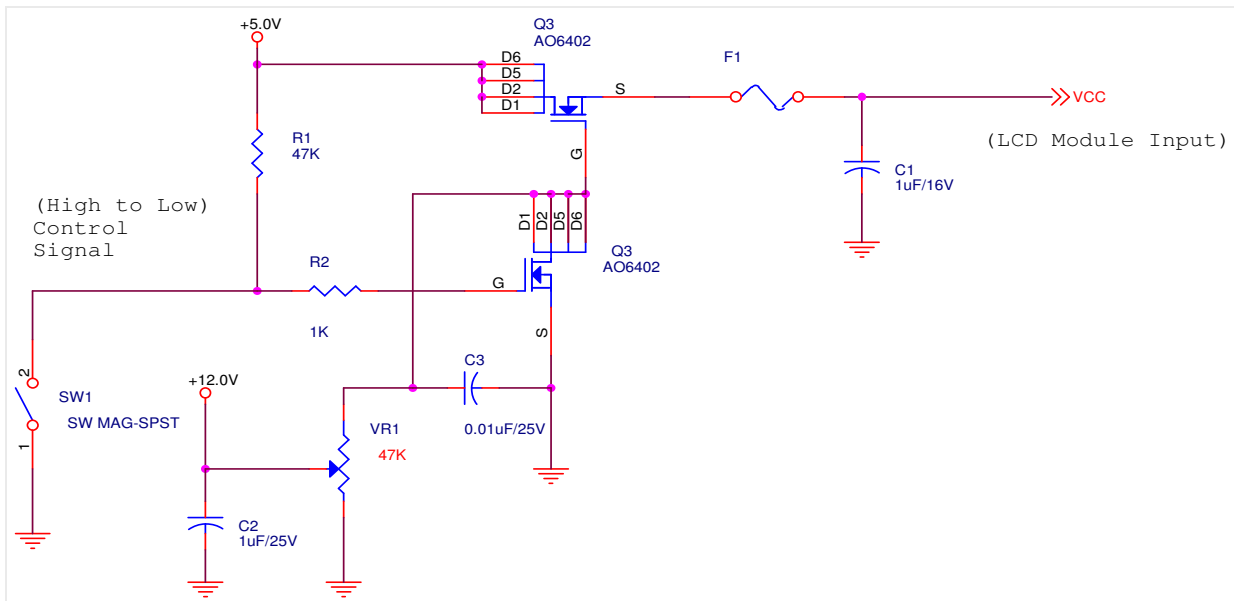 +5.0V
Q3
AO6402
F1
D6
D5
D2
D1
S
G
VCC
(LCD Module Input)
R1
47K
C1
1uF/16V
(High to Low)
Control
Signal
D1
D2
D5
D6
Q3
AO6402
R2
1K
G
S
C3
0.01uF/25V
2
1
SW1
SW MAG-SPST
+12.0V
VR1
47K
C2
1uF/25V